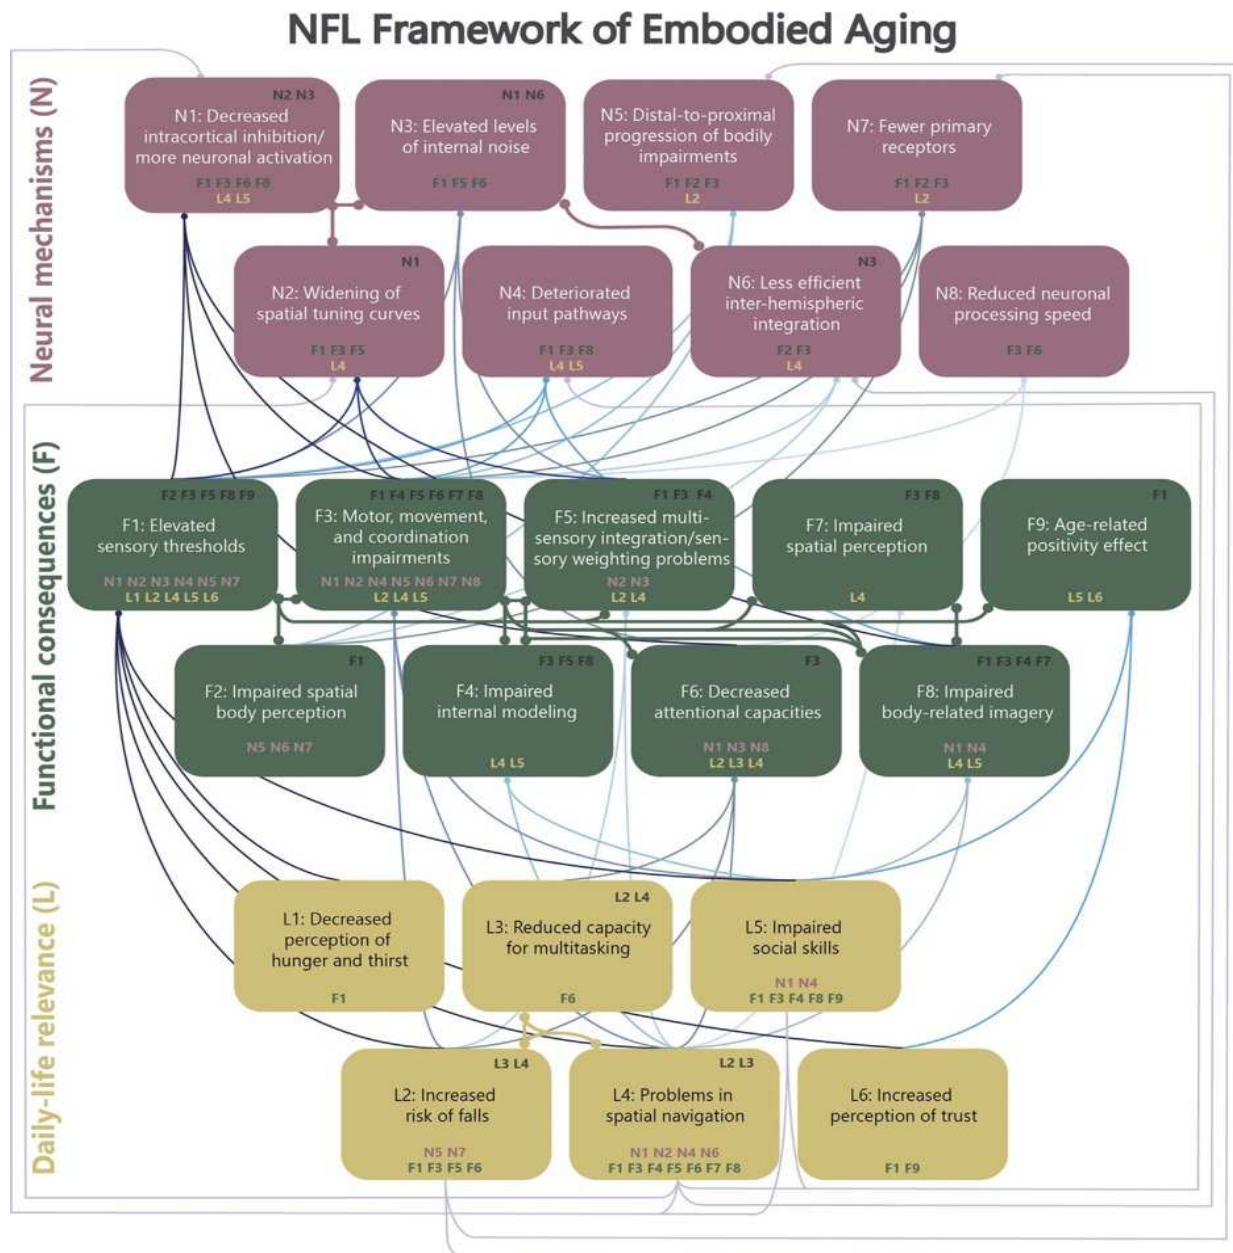 NFL Framework of Embodied Aging
Neural mechanisms (N)
N2 N3
N1: Decreased
intracortical inhibition/
more neuronal activation
F1 F3 F6 F8
L4 L5
N1 N6
N3: Elevated levels
of internal noise
F1 F5 F6
N5: Distal-to-proximal
progression of bodily
impairments
F1 F2 F3
L2
N7: Fewer primary
receptors
F1 F2 F3
L2
N1
N2: Widening of
spatial tuning curves
F1 F3 F5
L4
N4: Deteriorated
input pathways
F1 F3 F8
L4 L5
N3
N6: Less efficient
inter-hemispheric
integration
F2 F3
L4
N8: Reduced neuronal
processing speed
F3 F6
Functional consequences (F)
F2 F3 F5 F8 F9
F1: Elevated
sensory thresholds
N1 N2 N3 N4 N5 N7
L1 L2 L4 L5 L6
F1 F4 F5 F6 F7 F8
F3: Motor, movement,
and coordination
impairments
N1 N2 N4 N5 N6 N7 N8
L2 L4 L5
F1 F3 F4
F5: Increased multi-
sensory integration/sen-
sory weighting problems
N2 N3
L2 L4
F3 F8
F7: Impaired
spatial perception
L4
F1
F9: Age-related
positivity effect
L5 L6
F1
F2: Impaired spatial
body perception
N5 N6 N7
F3 F5 F8
F4: Impaired
internal modeling
L4 L5
F3
F6: Decreased
attentional capacities
N1 N3 N8
L2 L3 L4
F1 F3 F4 F7
F8: Impaired
body-related imagery
N1 N4
L4 L5
Daily-life relevance (L)
L1: Decreased
perception of
hunger and thirst
F1
L2 L4
L3: Reduced capacity
for multitasking
F6
L5: Impaired
social skills
N1 N4
F1 F3 F4 F8 F9
L3 L4
L2: Increased
risk of falls
N5 N7
F1 F3 F5 F6
L2 L3
L4: Problems in
spatial navigation
N1 N2 N4 N6
F1 F3 F4 F5 F6 F7 F8
L6: Increased
perception of trust
F1 F9